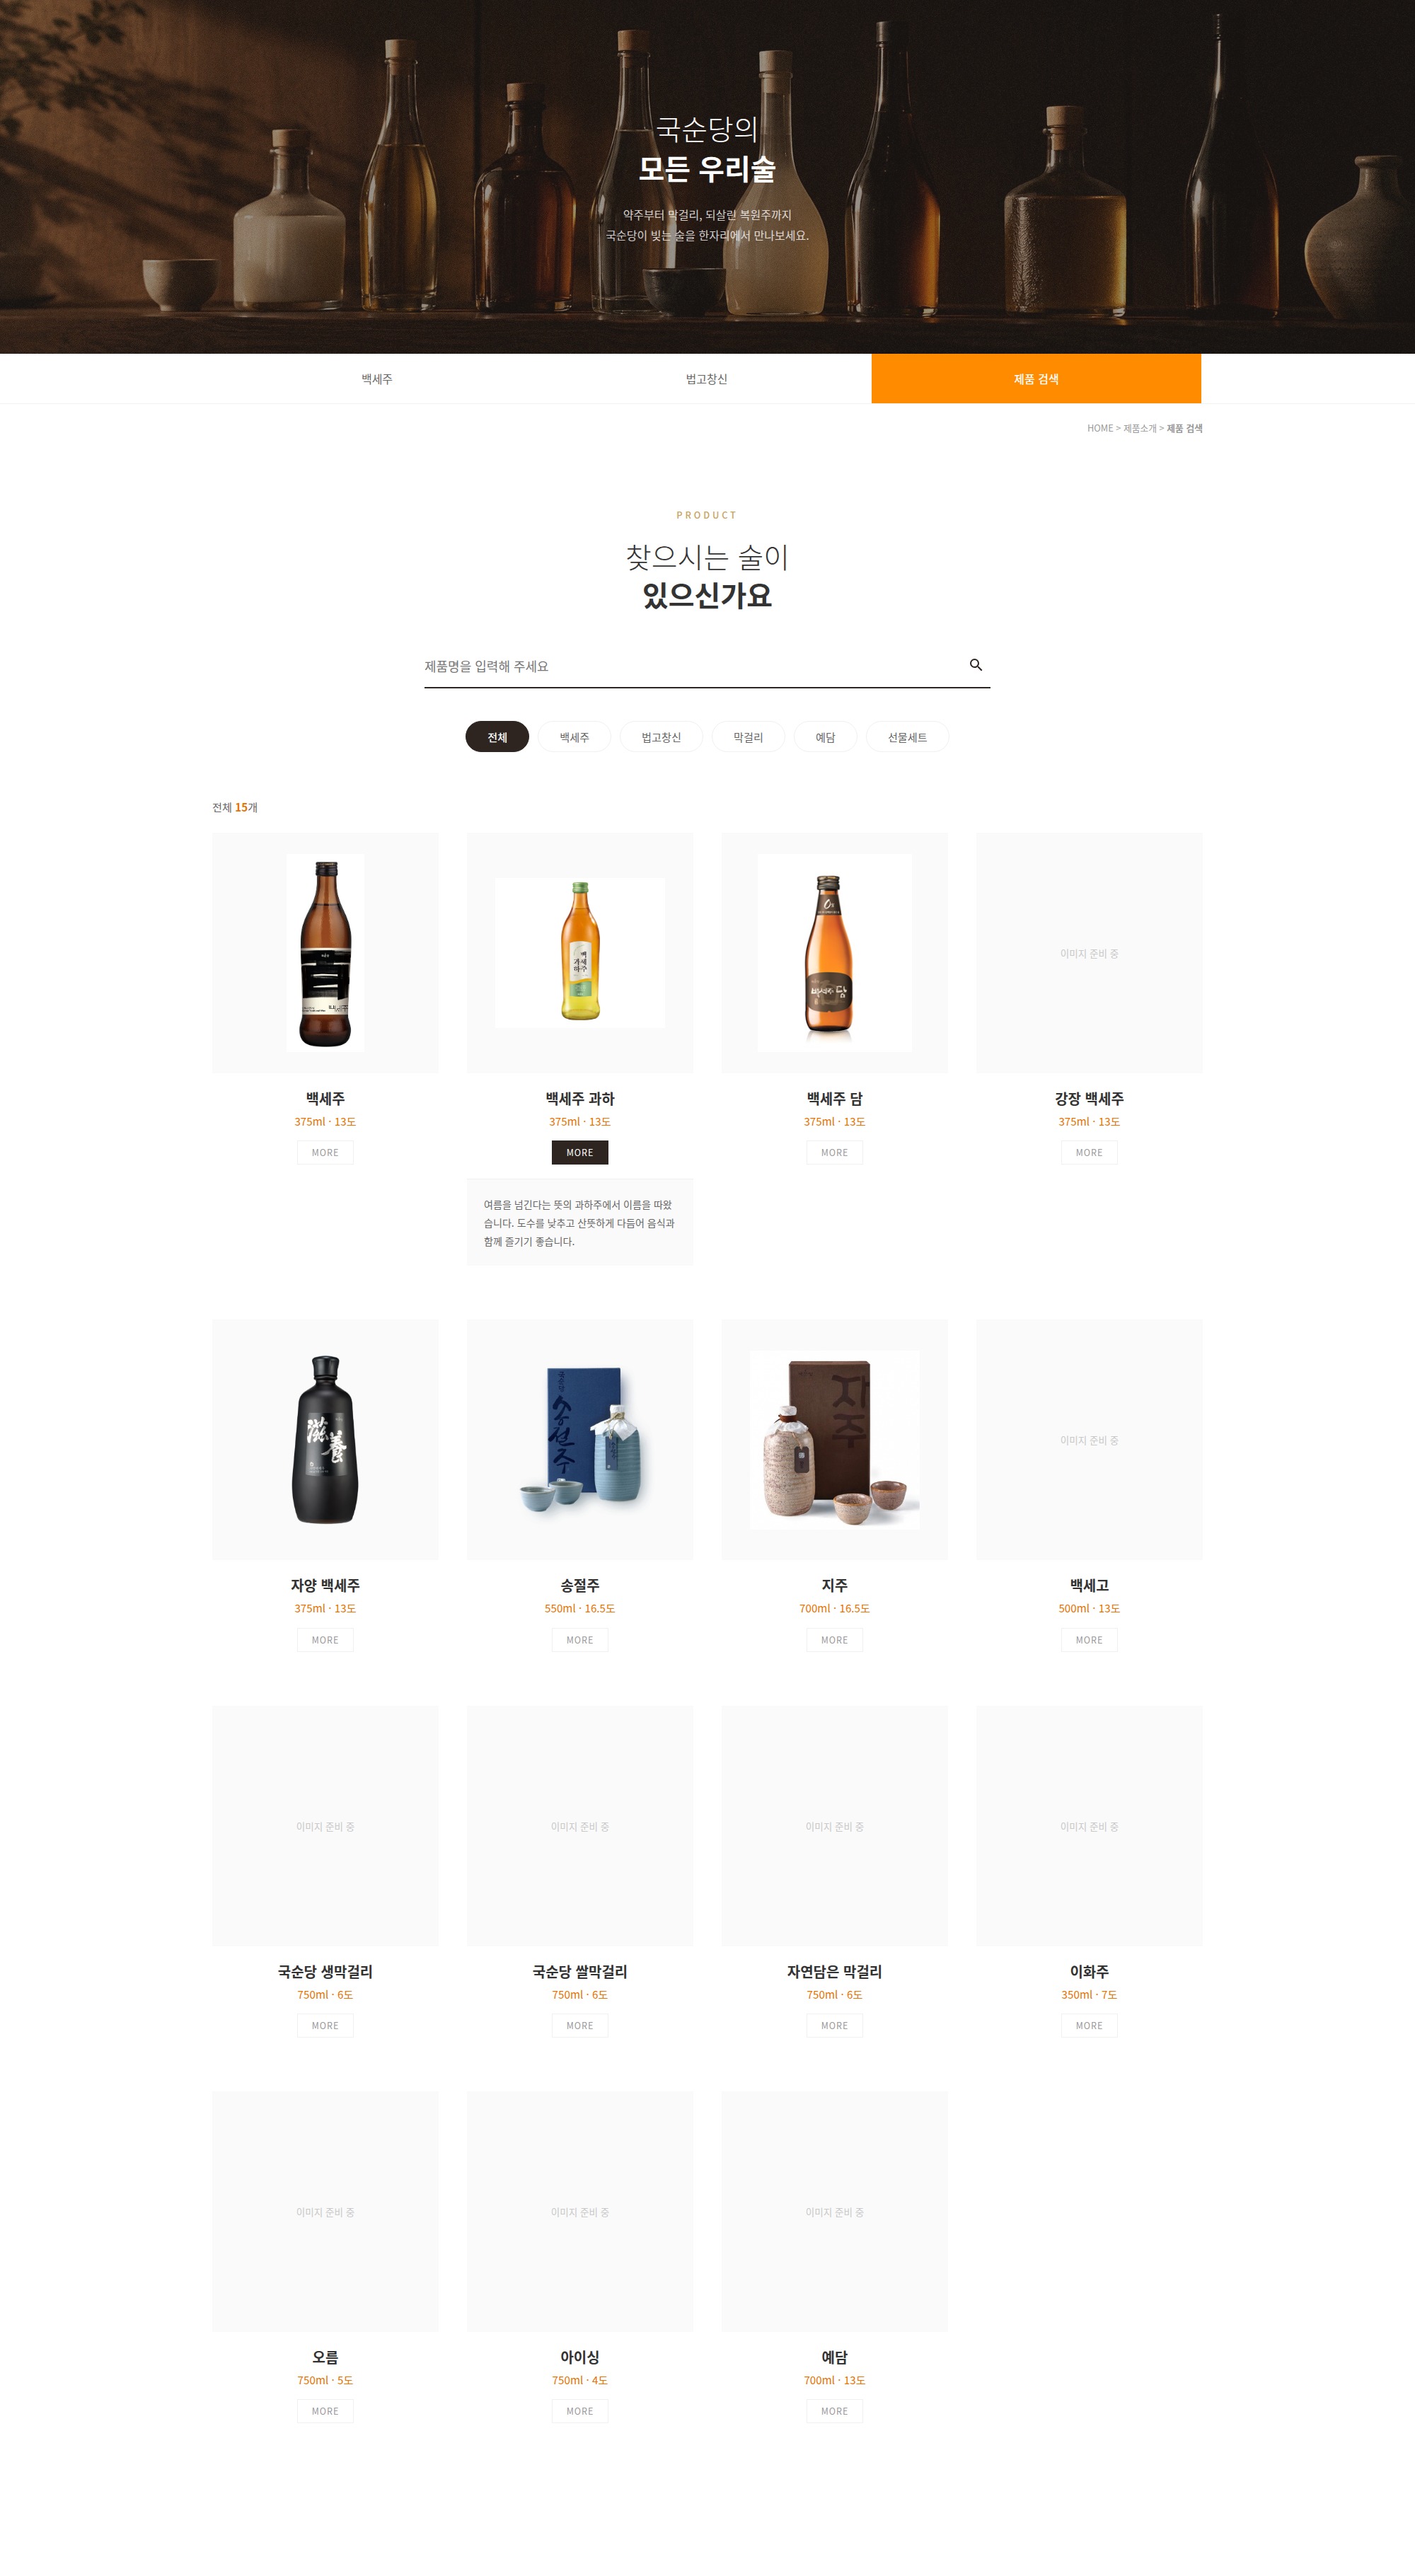 국순당의
모든 우리술
약주부터 막걸리, 되살린 복원주까지
국순당이 빚는 술을 한자리에서 만나보세요.
백세주
법고창신
제품 검색
HOME > 제품소개 > 제품 검색
PRODUCT
찾으시는 술이
있으신가요
제품명을 입력해 주세요
전체
백세주
법고창신
막걸리
예담
선물세트
전체 15개
백세주 과하
백세주 담
이미지 준비 중
백세주
375ml · 13도
MORE
백세주 과하
375ml · 13도
MORE
여름을 넘긴다는 뜻의 과하주에서 이름을 따왔
습니다. 도수를 낮추고 산뜻하게 다듬어 음식과
함께 즐기기 좋습니다.
백세주 담
375ml · 13도
MORE
강장 백세주
375ml · 13도
MORE
滋養
송절주
자주
이미지 준비 중
자양 백세주
375ml · 13도
MORE
송절주
550ml · 16.5도
MORE
지주
700ml · 16.5도
MORE
백세고
500ml · 13도
MORE
이미지 준비 중
이미지 준비 중
이미지 준비 중
이미지 준비 중
국순당 생막걸리
750ml · 6도
MORE
국순당 쌀막걸리
750ml · 6도
MORE
자연담은 막걸리
750ml · 6도
MORE
이화주
350ml · 7도
MORE
이미지 준비 중
이미지 준비 중
이미지 준비 중
오름
750ml · 5도
MORE
아이싱
750ml · 4도
MORE
예담
700ml · 13도
MORE